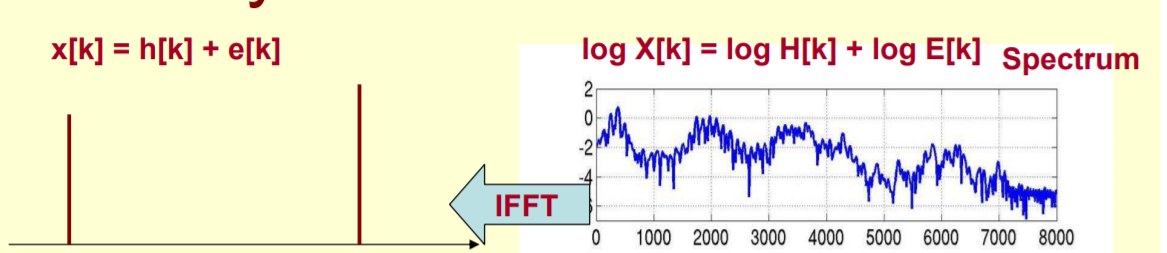 x[k] = h[k] + e[k]
log X[k] = log H[k] + log E[k]
Spectrum
2
0
-2
-4
IFFT
0 1000 2000 3000 4000 5000 6000 7000 8000